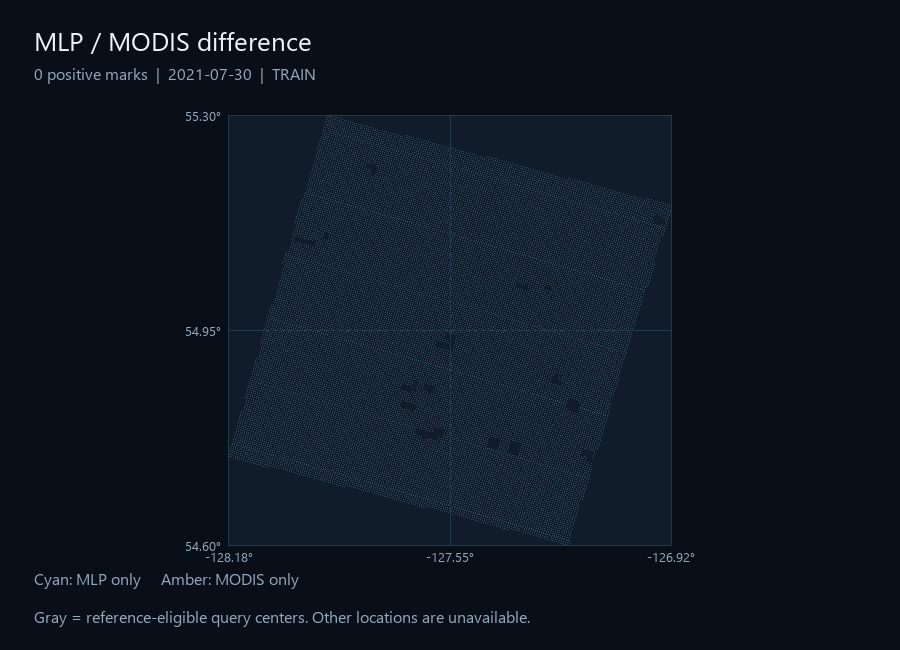 MLP / MODIS difference
0 positive marks | 2021-07-30 | TRAIN
55.30°
54.95°
54.60°
-128.18° -127.55° -126.92°
Cyan: MLP only Amber: MODIS only
Gray = reference-eligible query centers. Other locations are unavailable.